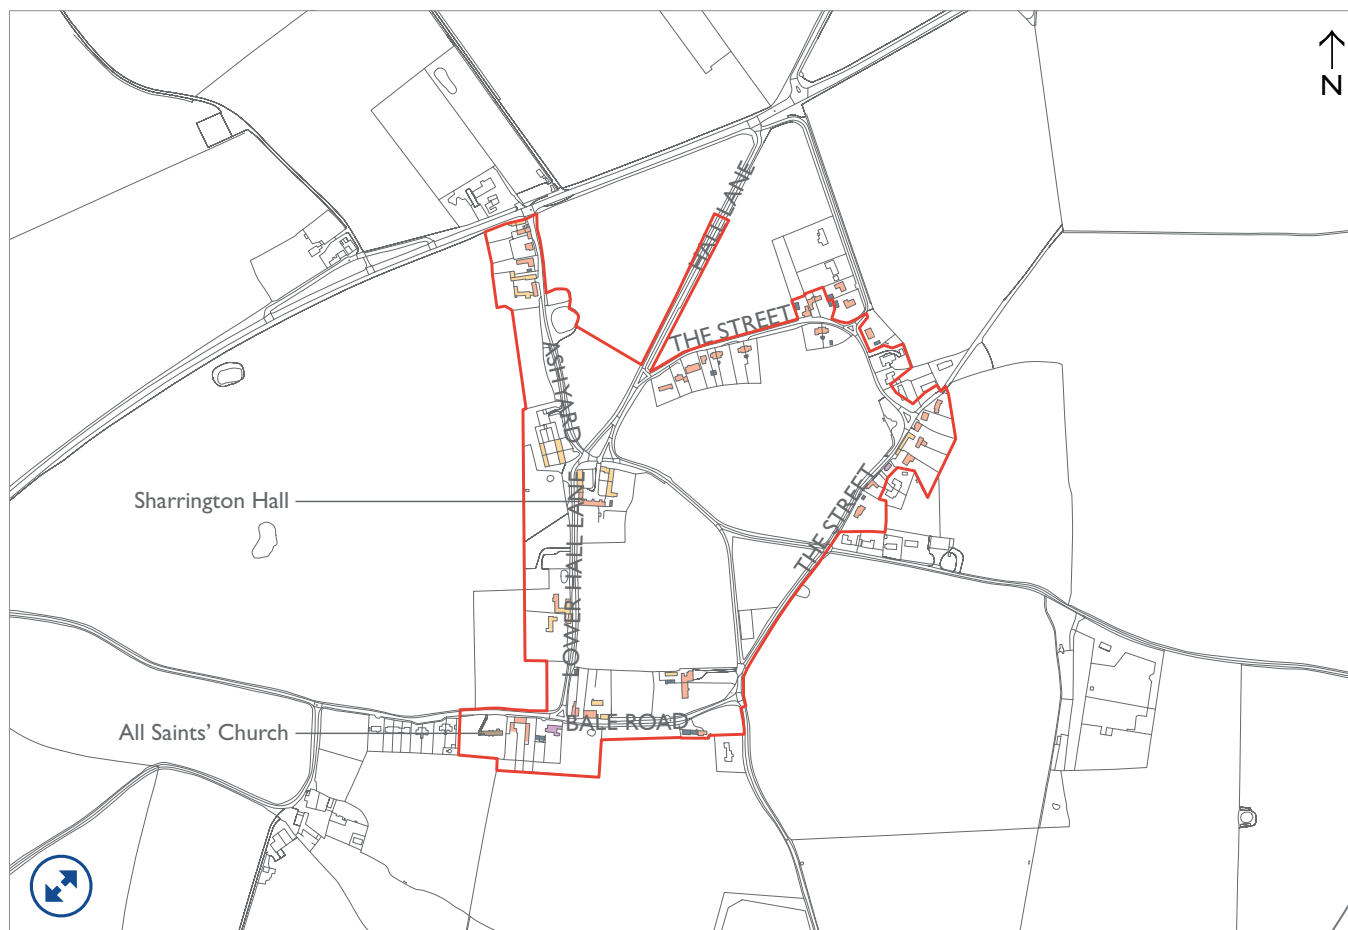 N
HALL LANE
THE STREET
ASHYARD
Sharrington Hall
LOWER HALL LANE
THE STREET
BALE ROAD
All Saints’ Church